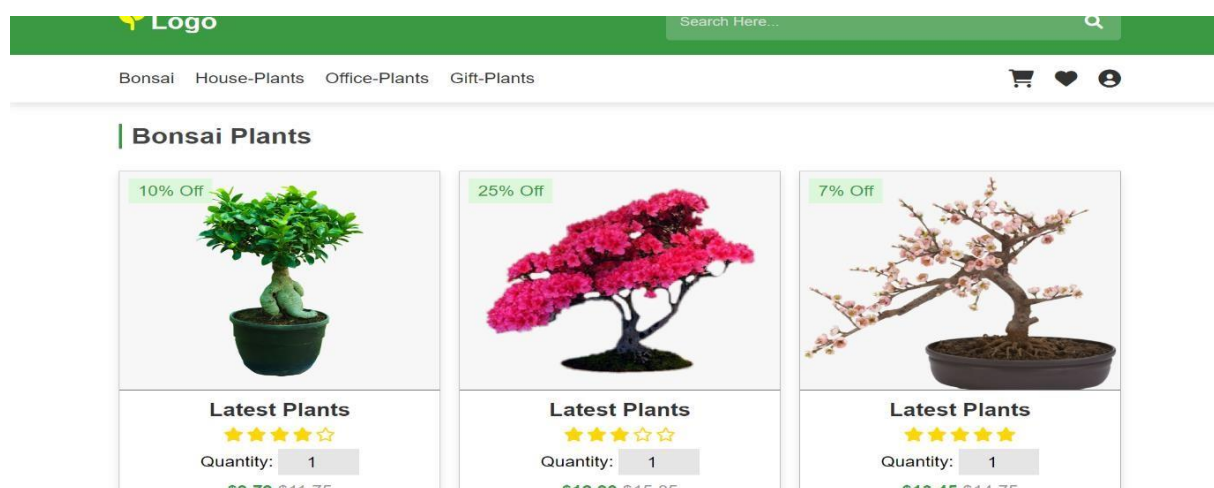 Logo
Search Here...
Bonsai House-Plants Office-Plants Gift-Plants
Bonsai Plants
10% Off 25% Off 7% Off
Latest Plants Latest Plants Latest Plants
Quantity: 1 Quantity: 1 Quantity: 1